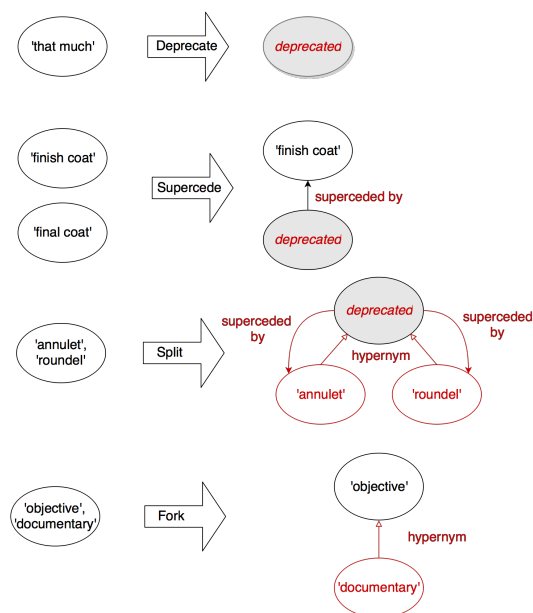 'that much'
Deprecate
deprecated
'finish coat'
'final coat'
Supercede
'finish coat'
superceded by
deprecated
'annulet',
'roundel'
Split
deprecated
superceded
by
superceded
by
hypernym
'annulet'
'roundel'
'objective',
'documentary'
Fork
'objective'
hypernym
'documentary'